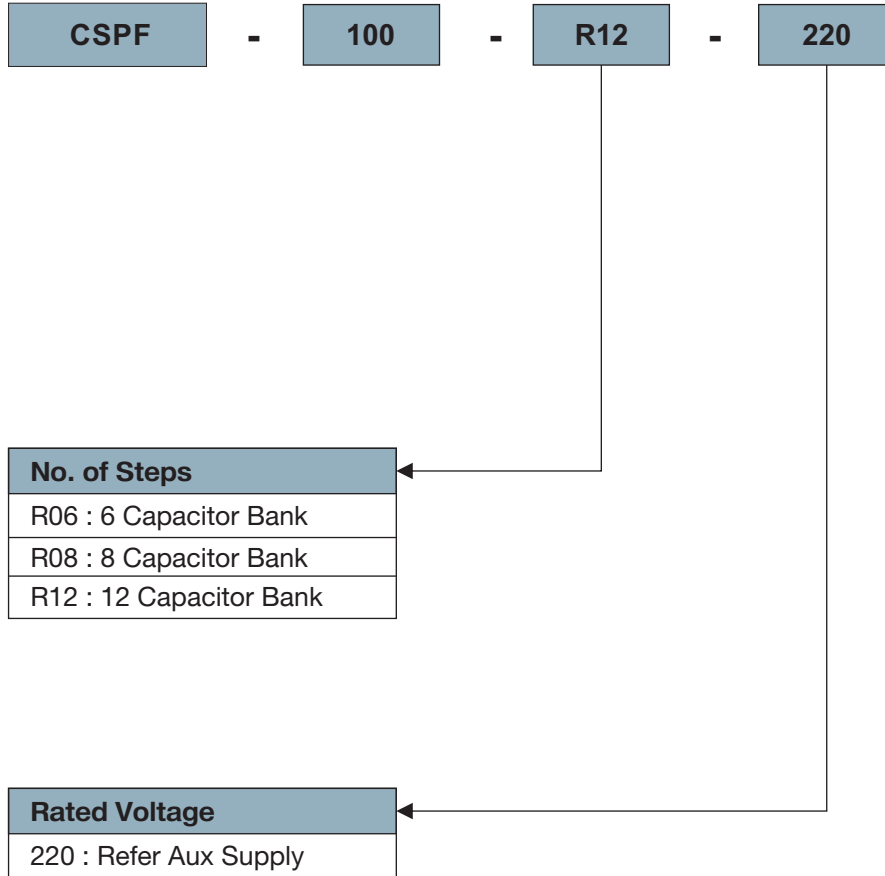 CSPF - 100 - R12 - 220
No. of Steps
R06 : 6 Capacitor Bank
R08 : 8 Capacitor Bank
R12 : 12 Capacitor Bank
Rated Voltage
220 : Refer Aux Supply